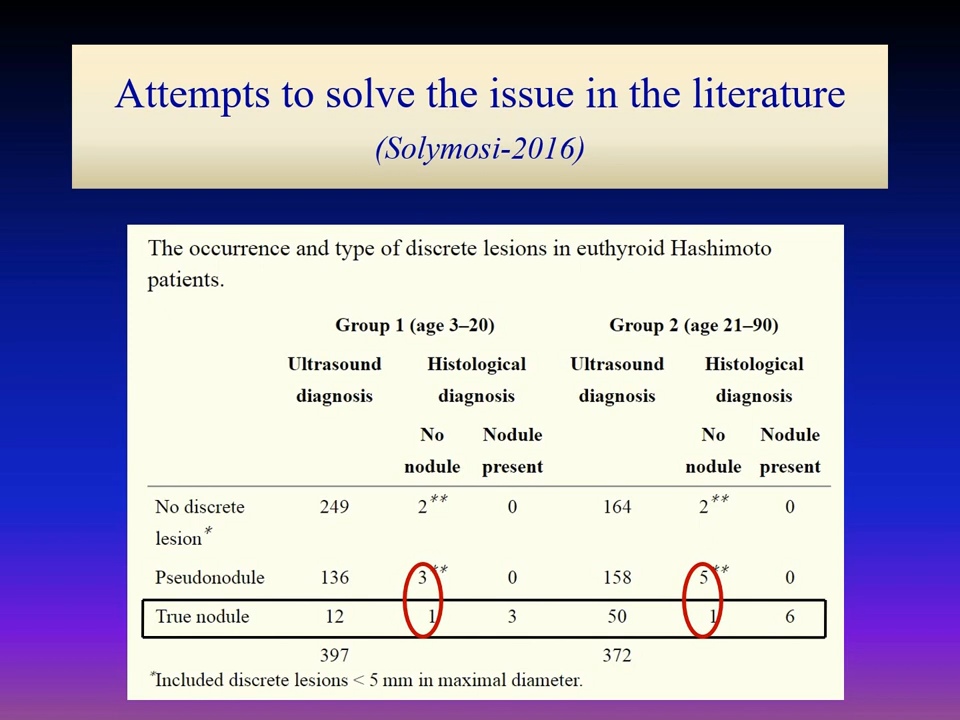 Attempts to solve the issue in the literature
(Solymosi-2016)
The occurrence and type of discrete lesions in euthyroid Hashimoto
patients.
Group 1 (age 3–20) Group 2 (age 21–90)
Ultrasound Histological Ultrasound Histological
diagnosis diagnosis diagnosis diagnosis
No Nodule No Nodule
nodule present nodule present
No discrete 249 2** 0 164 2** 0
lesion*
Pseudonodule 136 3** 0 158 5** 0
True nodule 12 1 3 50 1 6
397 372
*Included discrete lesions < 5 mm in maximal diameter.